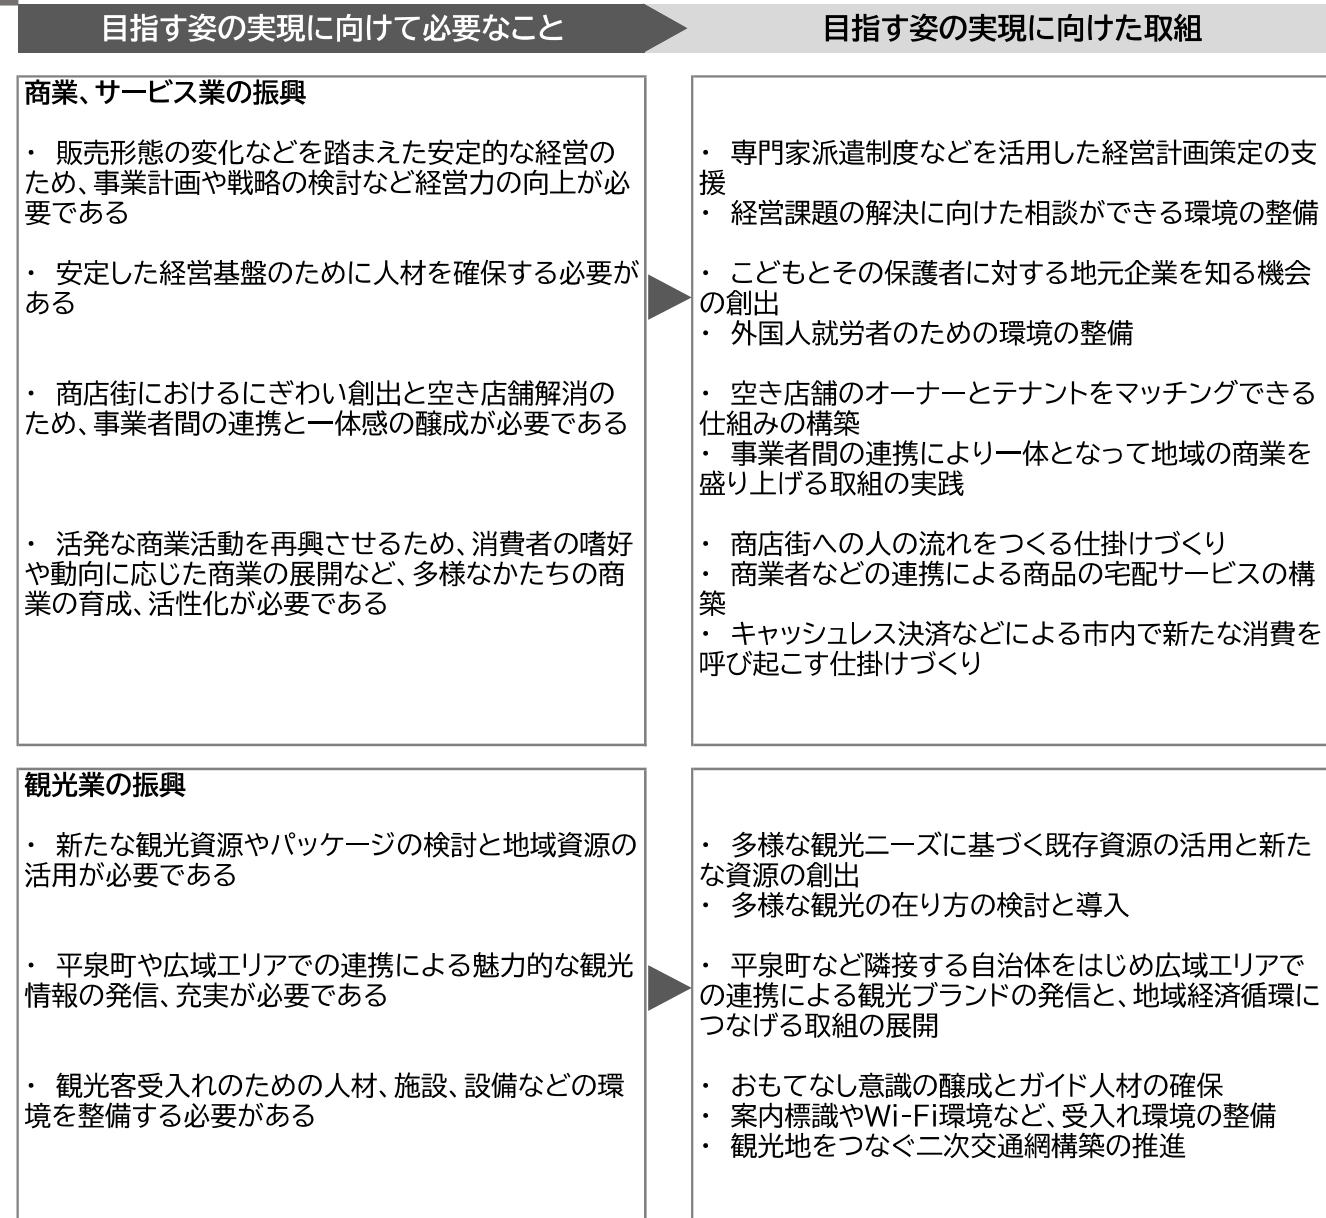 目指す姿の実現に向けて必要なこと
目指す姿の実現に向けた取組
商業、サービス業の振興
・ 販売形態の変化などを踏まえた安定的な経営の
ため、事業計画や戦略の検討など経営力の向上が必
要である
・ 安定した経営基盤のために人材を確保する必要が
ある
・ 商店街におけるにぎわい創出と空き店舗解消の
ため、事業者間の連携と一体感の醸成が必要である
・ 活発な商業活動を再興させるため、消費者の嗜好
や動向に応じた商業の展開など、多様なかたちの商
業の育成、活性化が必要である
・ 専門家派遣制度などを活用した経営計画策定の支
援
・ 経営課題の解決に向けた相談ができる環境の整備
・ こどもとその保護者に対する地元企業を知る機会
の創出
・ 外国人就労者のための環境の整備
・ 空き店舗のオーナーとテナントをマッチングできる
仕組みの構築
・ 事業者間の連携により一体となって地域の商業を
盛り上げる取組の実践
・ 商店街への人の流れをつくる仕掛けづくり
・ 商業者などの連携による商品の宅配サービスの構
築
・ キャッシュレス決済などによる市内で新たな消費を
呼び起こす仕掛けづくり
観光業の振興
・ 新たな観光資源やパッケージの検討と地域資源の
活用が必要である
・ 平泉町や広域エリアでの連携による魅力的な観光
情報の発信、充実が必要である
・ 観光客受入れのための人材、施設、設備などの環
境を整備する必要がある
・ 多様な観光ニーズに基づく既存資源の活用と新た
な資源の創出
・ 多様な観光の在り方の検討と導入
・ 平泉町など隣接する自治体をはじめ広域エリアで
の連携による観光ブランドの発信と、地域経済循環に
つなげる取組の展開
・ おもてなし意識の醸成とガイド人材の確保
・ 案内標識やWi-Fi環境など、受入れ環境の整備
・ 観光地をつなぐ二次交通網構築の推進